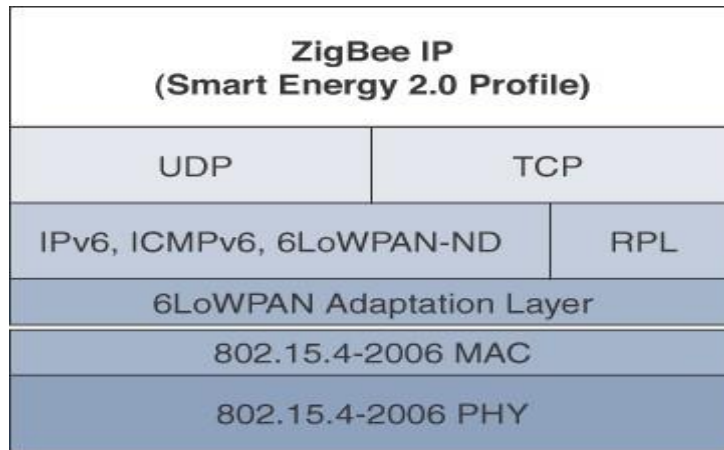 ZigBee IP
(Smart Energy 2.0 Profile)
UDP
TCP
IPv6, ICMPv6, 6LoWPAN-ND
RPL
6LoWPAN Adaptation Layer
802.15.4-2006 MAC
802.15.4-2006 PHY